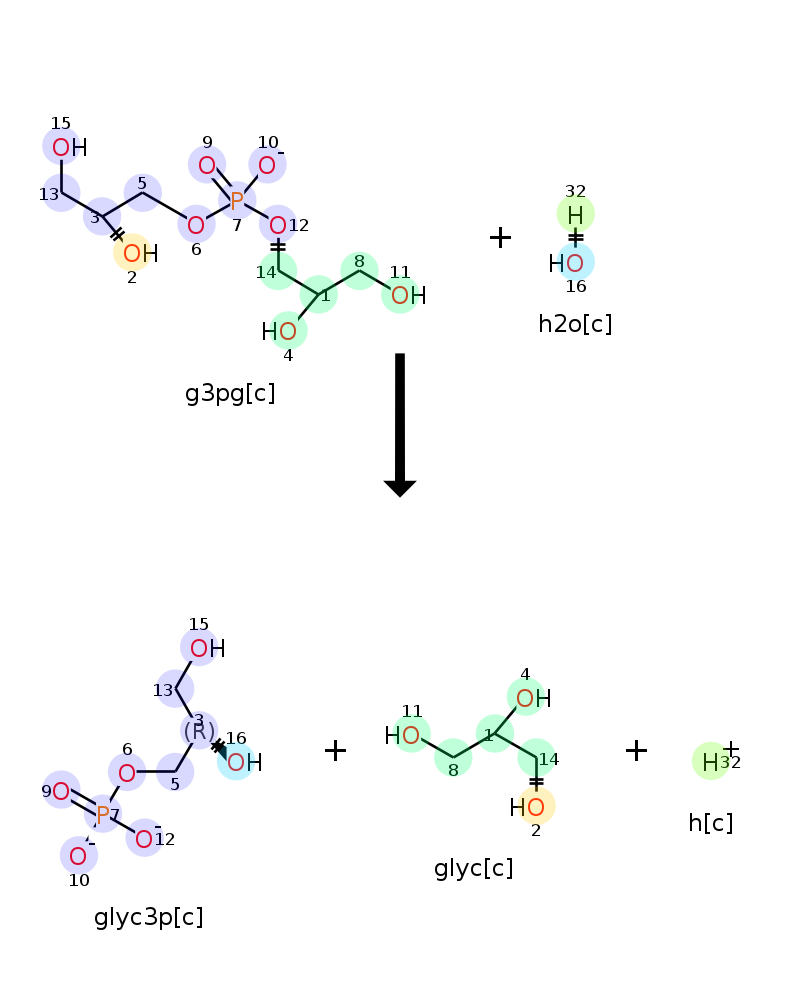 15
OH
9
O
10
O-
13
5
3
P
O
12
7
O
6
OH
2
14
8
11
1
OH
HO
4
g3pg[c]
+
32
H
HO
16
h2o[c]
15
OH
13
3
(R)
16
OH
6
O
5
9
O
P
7
O-
12
O-
10
glyc3p[c]
+
4
OH
11
HO
1
8
14
HO
2
glyc[c]
+
H+
32
h[c]